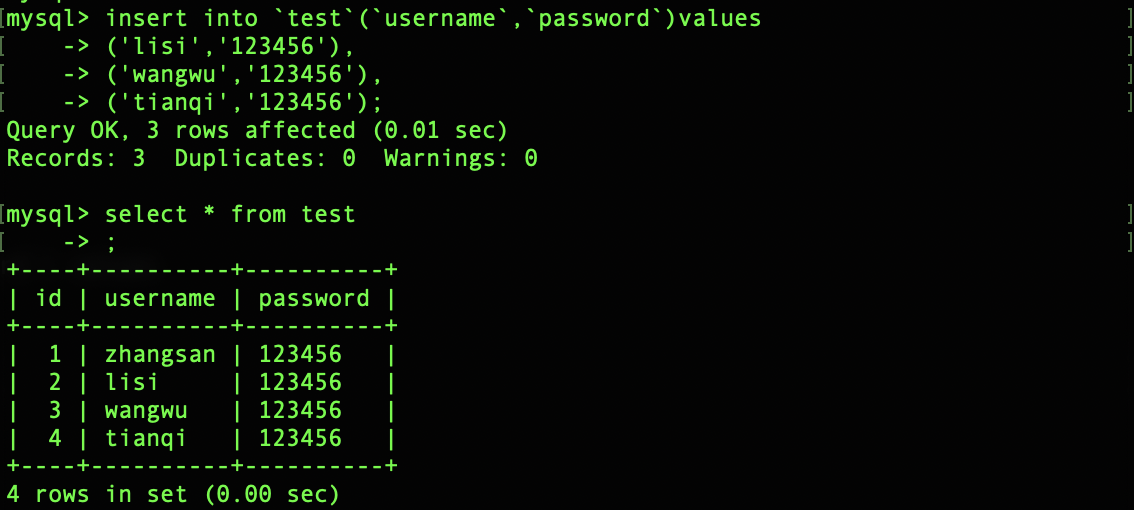 [mysql> insert into `test`(`username`,`password`)values ]
[    -> ('lisi','123456'), ]
[    -> ('wangwu','123456'), ]
[    -> ('tianqi','123456'); ]
Query OK, 3 rows affected (0.01 sec)
Records: 3  Duplicates: 0  Warnings: 0

[mysql> select * from test ]
[    -> ; ]
+----+----------+----------+
| id | username | password |
+----+----------+----------+
|  1 | zhangsan | 123456   |
|  2 | lisi     | 123456   |
|  3 | wangwu   | 123456   |
|  4 | tianqi   | 123456   |
+----+----------+----------+
4 rows in set (0.00 sec)